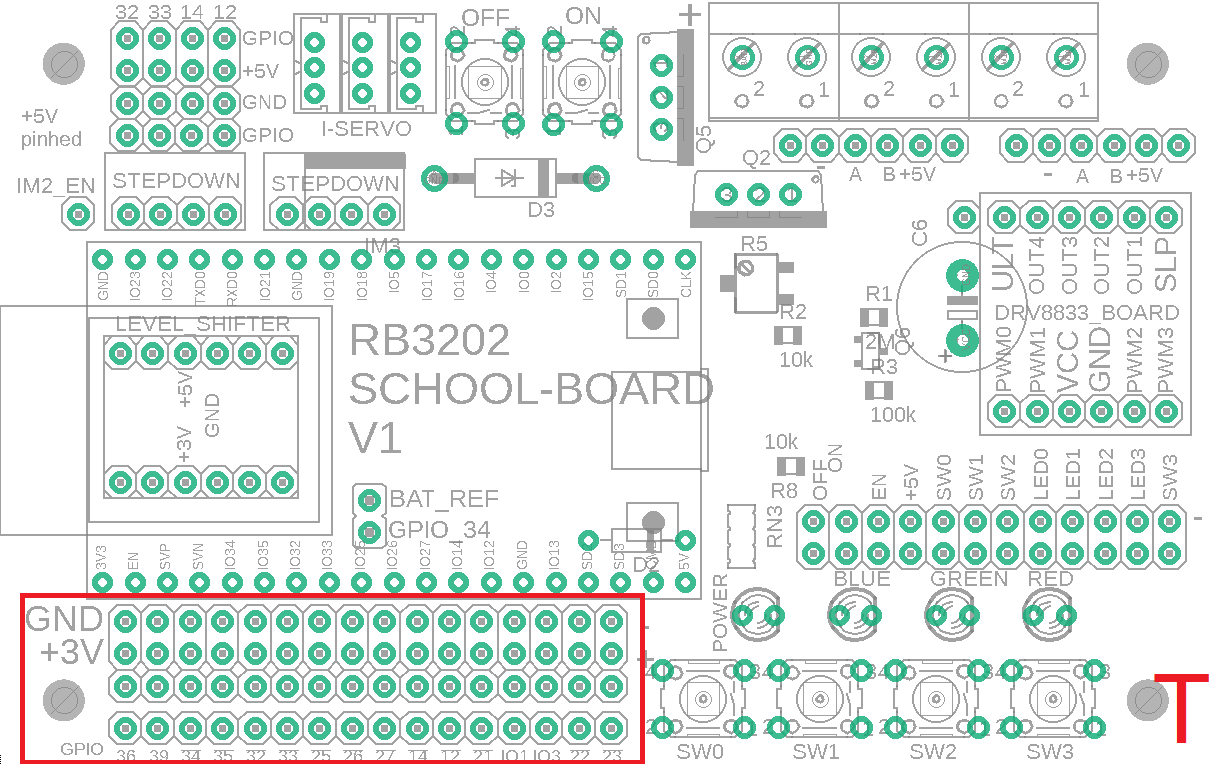 32 33 14 12
GPIO
+5V
GND
GPIO
+5V
pinhed
I-SERVO
OFF
ON
+
Q5
2 1 2 1 2 1
Q2
- A B +5V
- A B +5V
IM2_EN
STEPDOWN
STEPDOWN
IM3
D3
3 2 1
C6
R5
GND IO23 IO22 TXD0 RXD0 IO21 GND IO19 IO18 IO5 IO17 IO16 IO4 IO0 IO2 IO15 SD1 SD0 CLK
ULT OUT4 OUT3 OUT2 OUT1 SLP
DRV8833_BOARD
PWM0 PWM1 VCC GND PWM2 PWM3
R1
R2
10k
2M
Q6
+
R3
100k
LEVEL_SHIFTER
+5V
GND
+3V
RB3202
SCHOOL-BOARD
V1
BAT_REF
GPIO_34
10k
R8
OFF
ON
EN +5V SW0 SW1 SW2 LED0 LED1 LED2 LED3 SW3
-
RN3
3V3 EN SVP SVN IO34 IO35 IO32 IO33 IO25 IO26 IO27 IO14 IO12 GND IO13 SD2 SD3 CMD 5V
BLUE GREEN RED
POWER
GND
+3V
-
+
GPIO
36 39 34 35 32 33 25 26 27 14 12 21 IO1 IO3 22 23
SW0 SW1 SW2 SW3
T